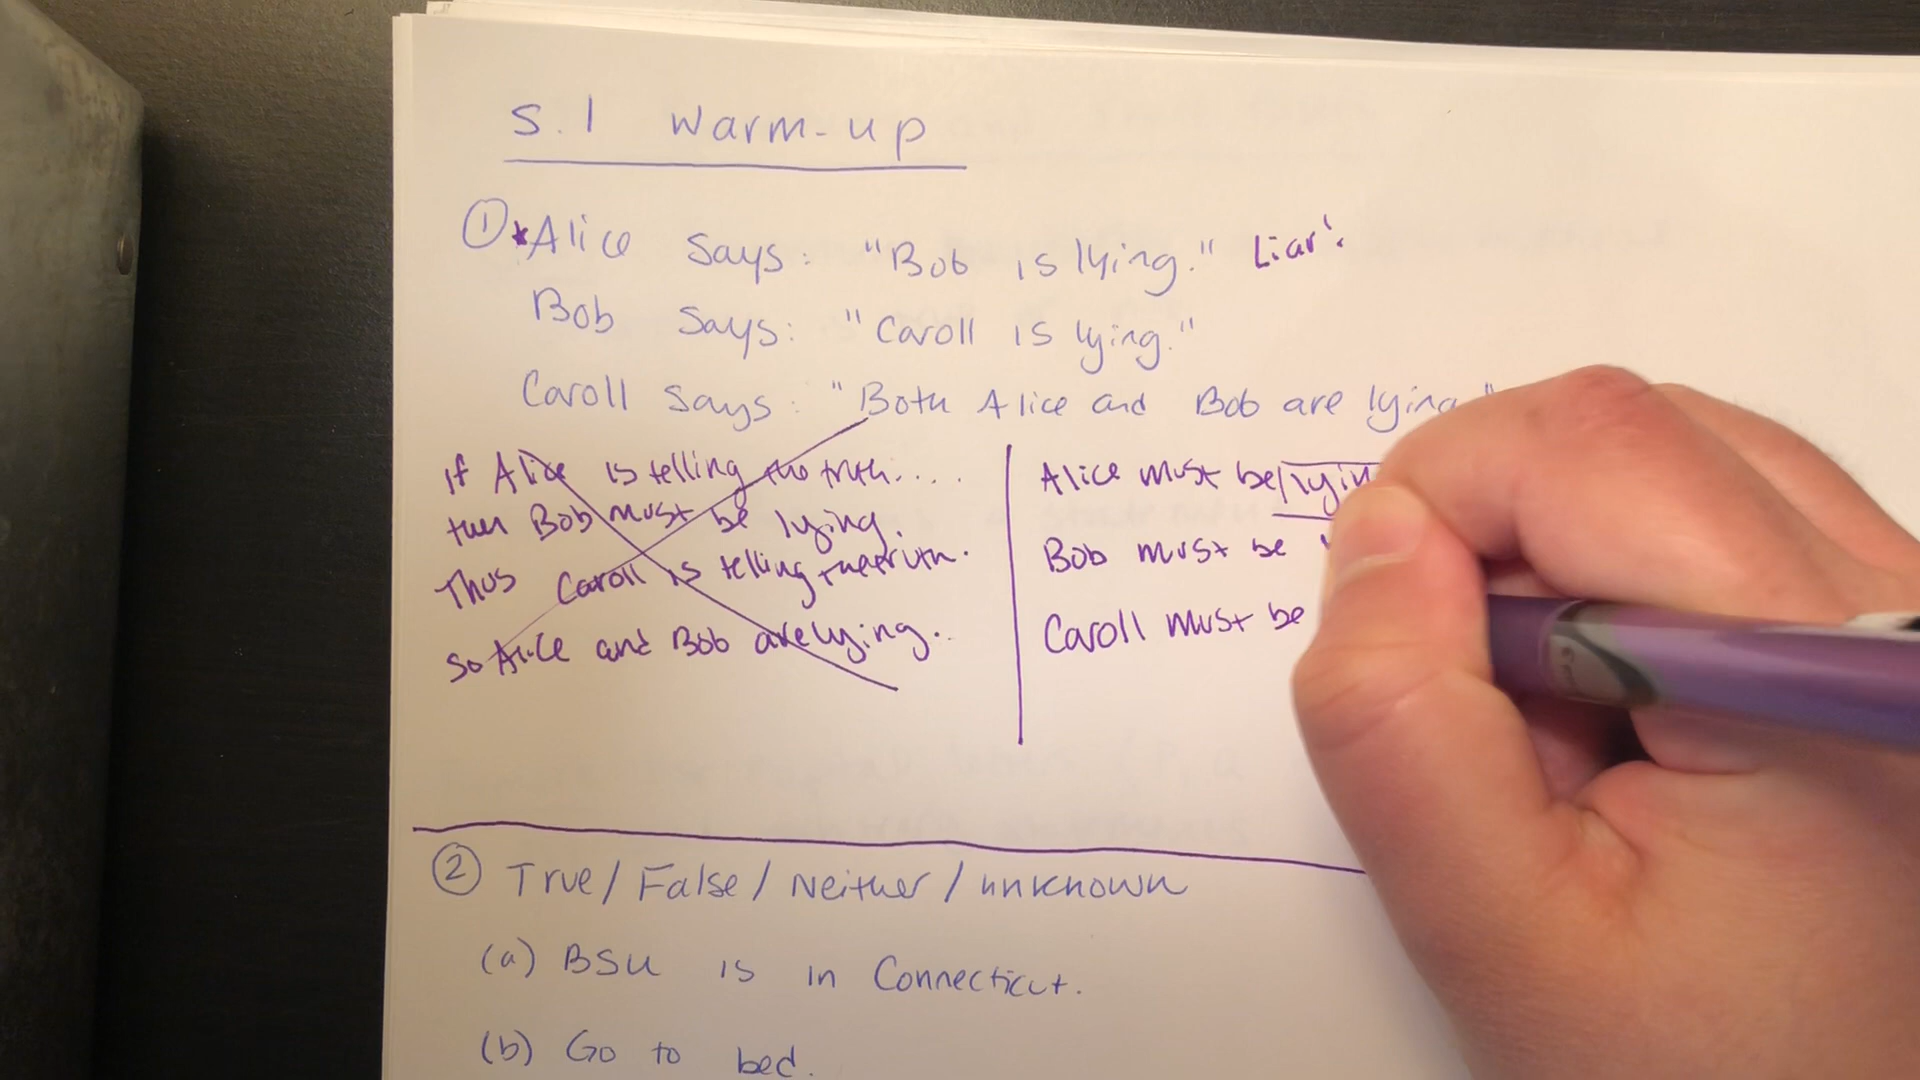 S.1 Warm-up
① *Alice says: "Bob is lying." Liar!
Bob says: "Caroll is lying."
Caroll says: "Both Alice and Bob are lying"
If Alice is telling the truth....
then Bob must be lying.
Thus Caroll is telling the truth.
So Alice and Bob are lying.
Alice must be lyin
Bob must be
Caroll must be
② True/False/Neither/unknown
(a) BSU is in Connecticut.
(b) Go to bed.